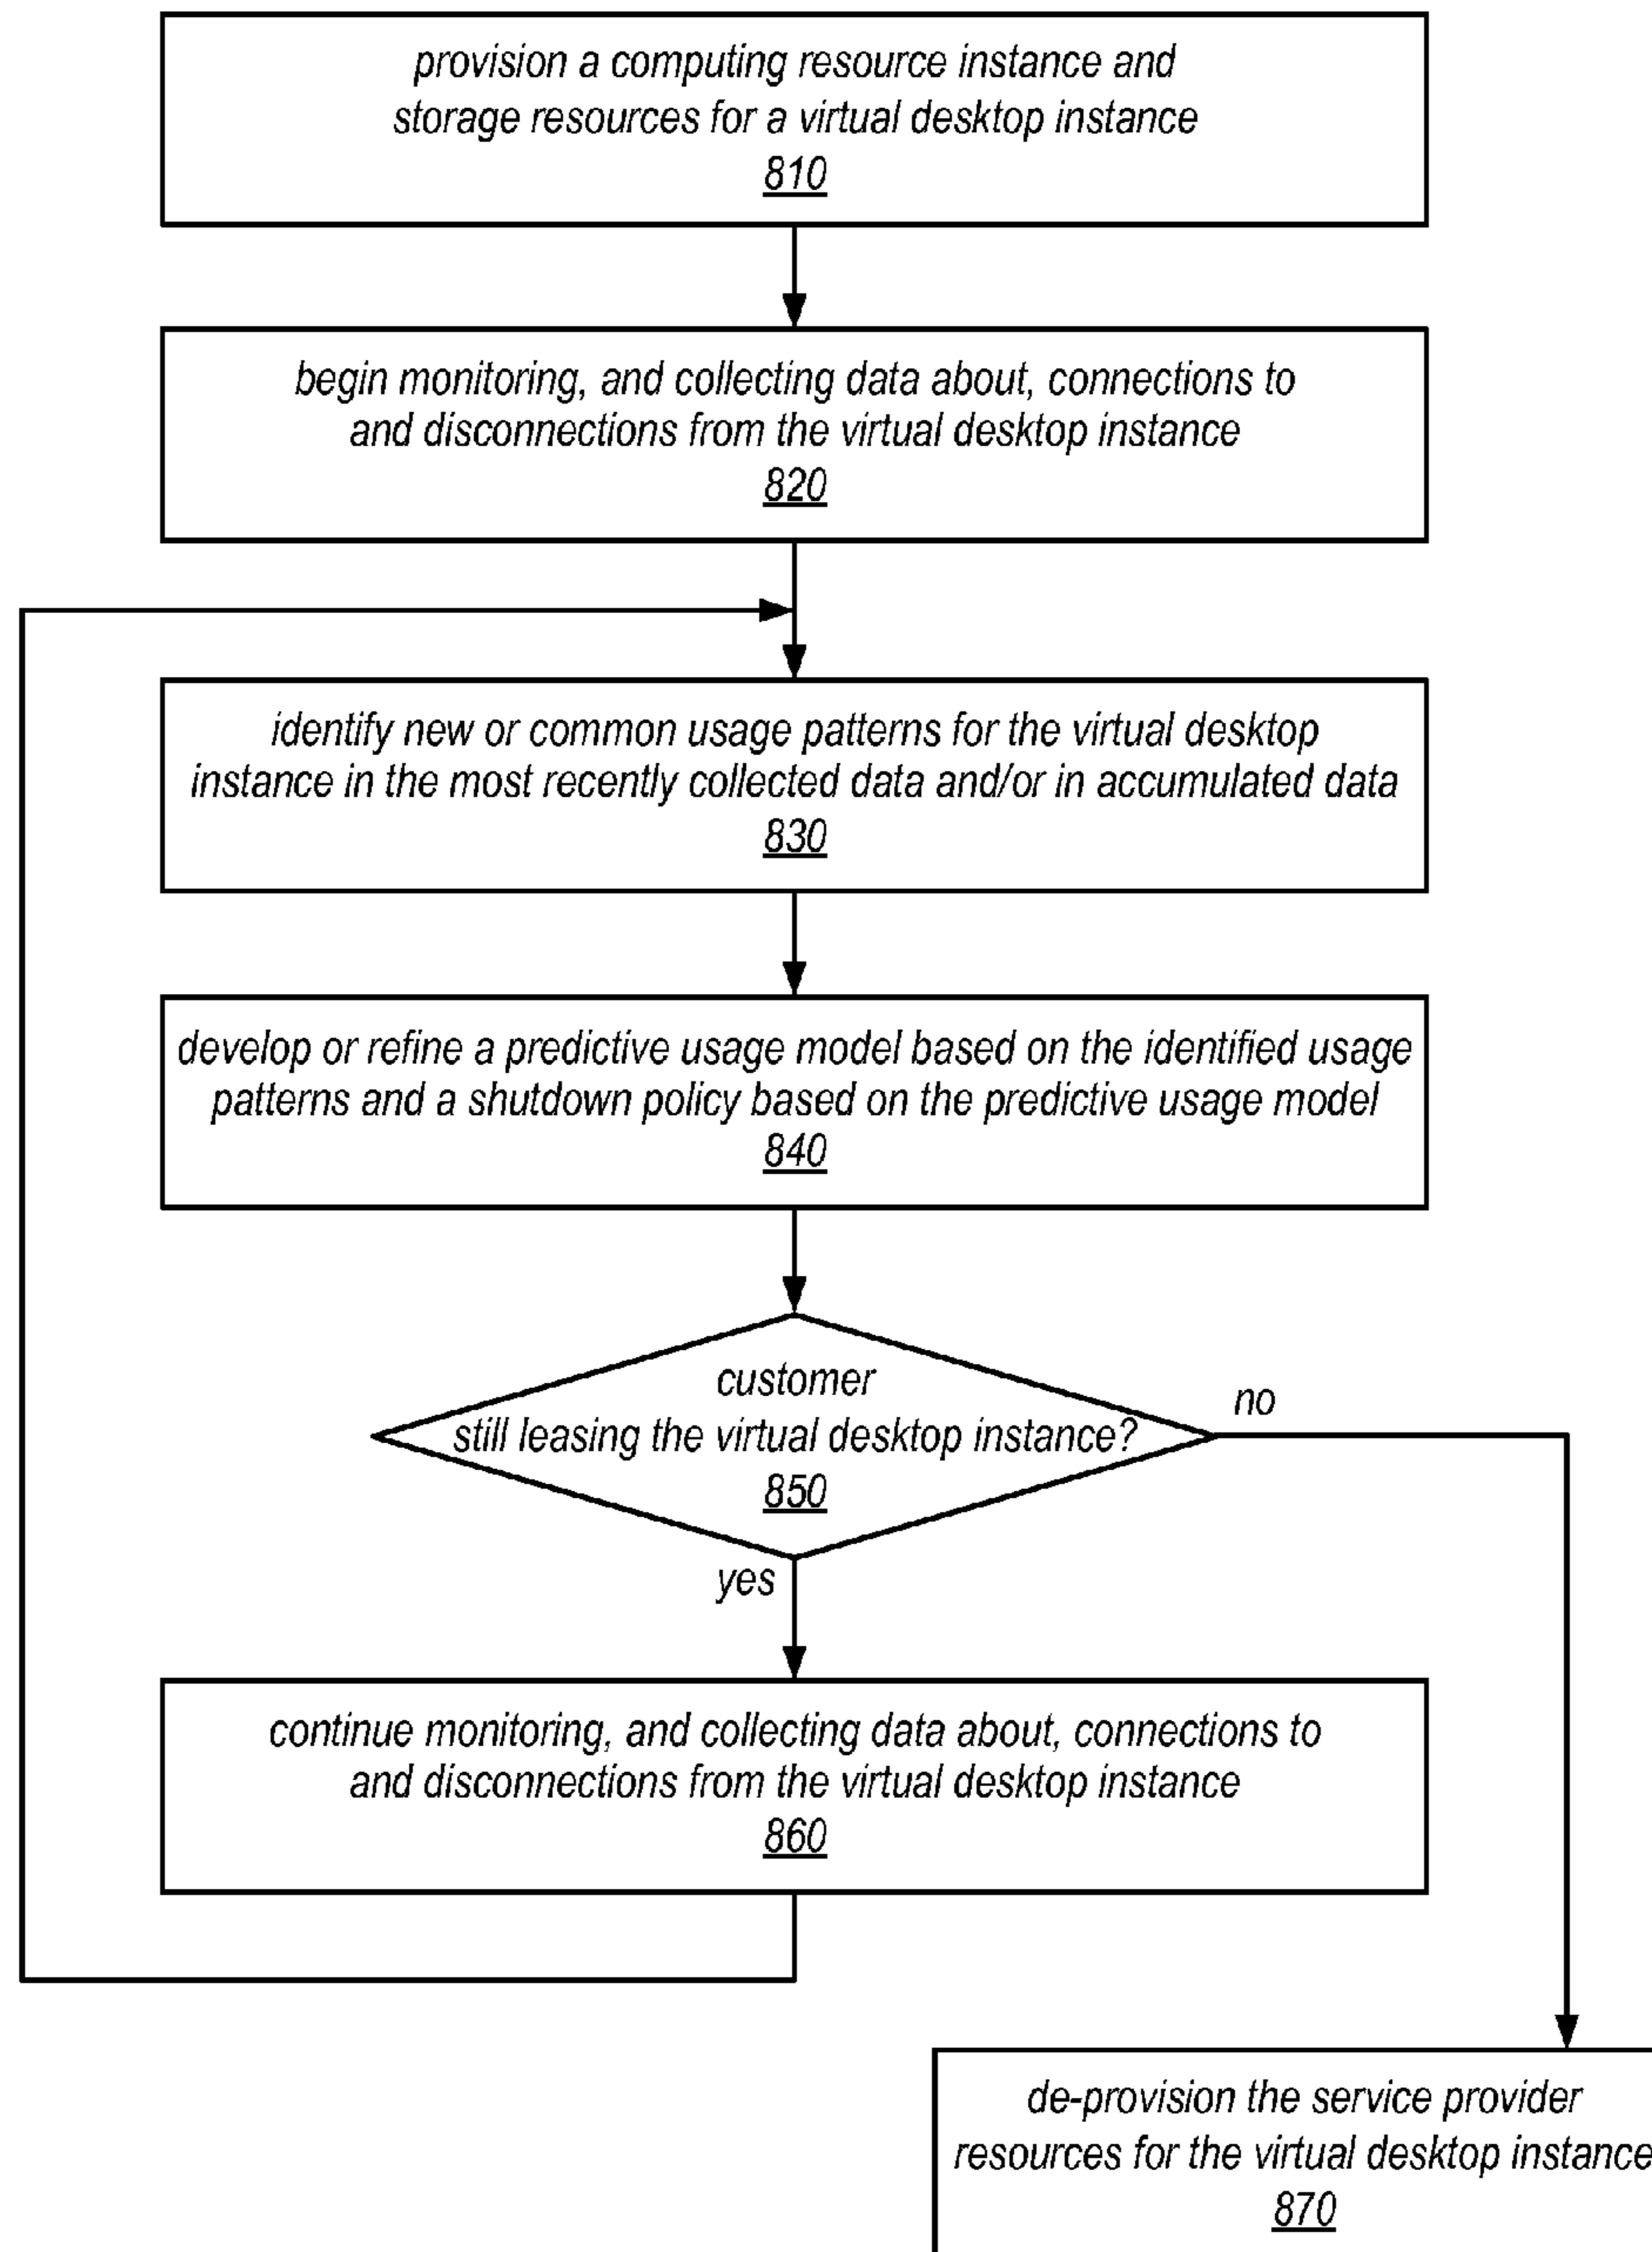 provision a computing resource instance and
storage resources for a virtual desktop instance
810
begin monitoring, and collecting data about, connections to
and disconnections from the virtual desktop instance
820
identify new or common usage patterns for the virtual desktop
instance in the most recently collected data and/or in accumulated data
830
develop or refine a predictive usage model based on the identified usage
patterns and a shutdown policy based on the predictive usage model
840
customer
still leasing the virtual desktop instance?
850
no
yes
continue monitoring, and collecting data about, connections to
and disconnections from the virtual desktop instance
860
de-provision the service provider
resources for the virtual desktop instance
870